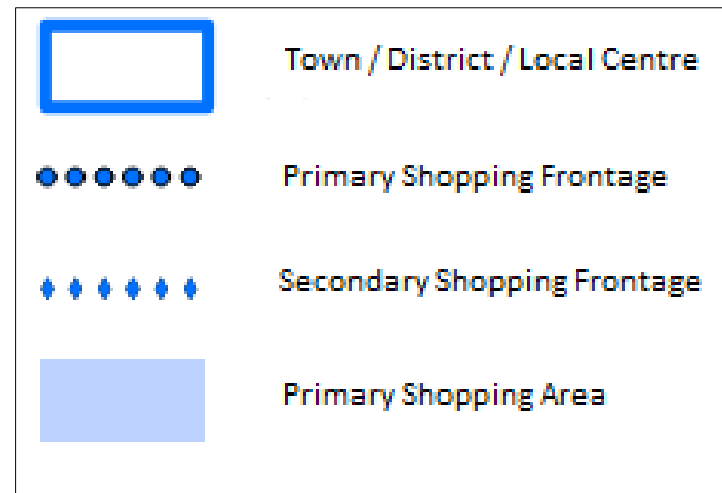 Town / District / Local Centre
Primary Shopping Frontage
Secondary Shopping Frontage
Primary Shopping Area